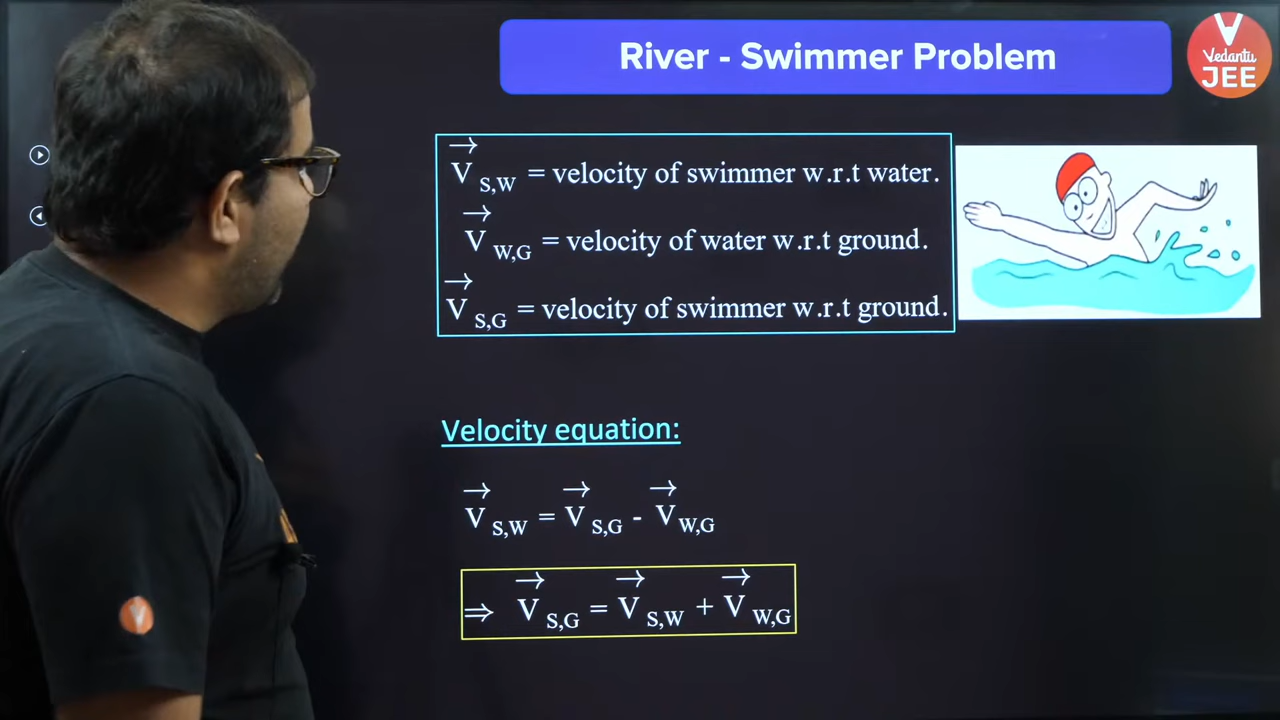 River - Swimmer Problem
Vedantu
JEE
V⃗ S,W = velocity of swimmer w.r.t water.
V⃗ W,G = velocity of water w.r.t ground.
V⃗ S,G = velocity of swimmer w.r.t ground.
Velocity equation:
V⃗ S,W = V⃗ S,G - V⃗ W,G
⇒ V⃗ S,G = V⃗ S,W + V⃗ W,G